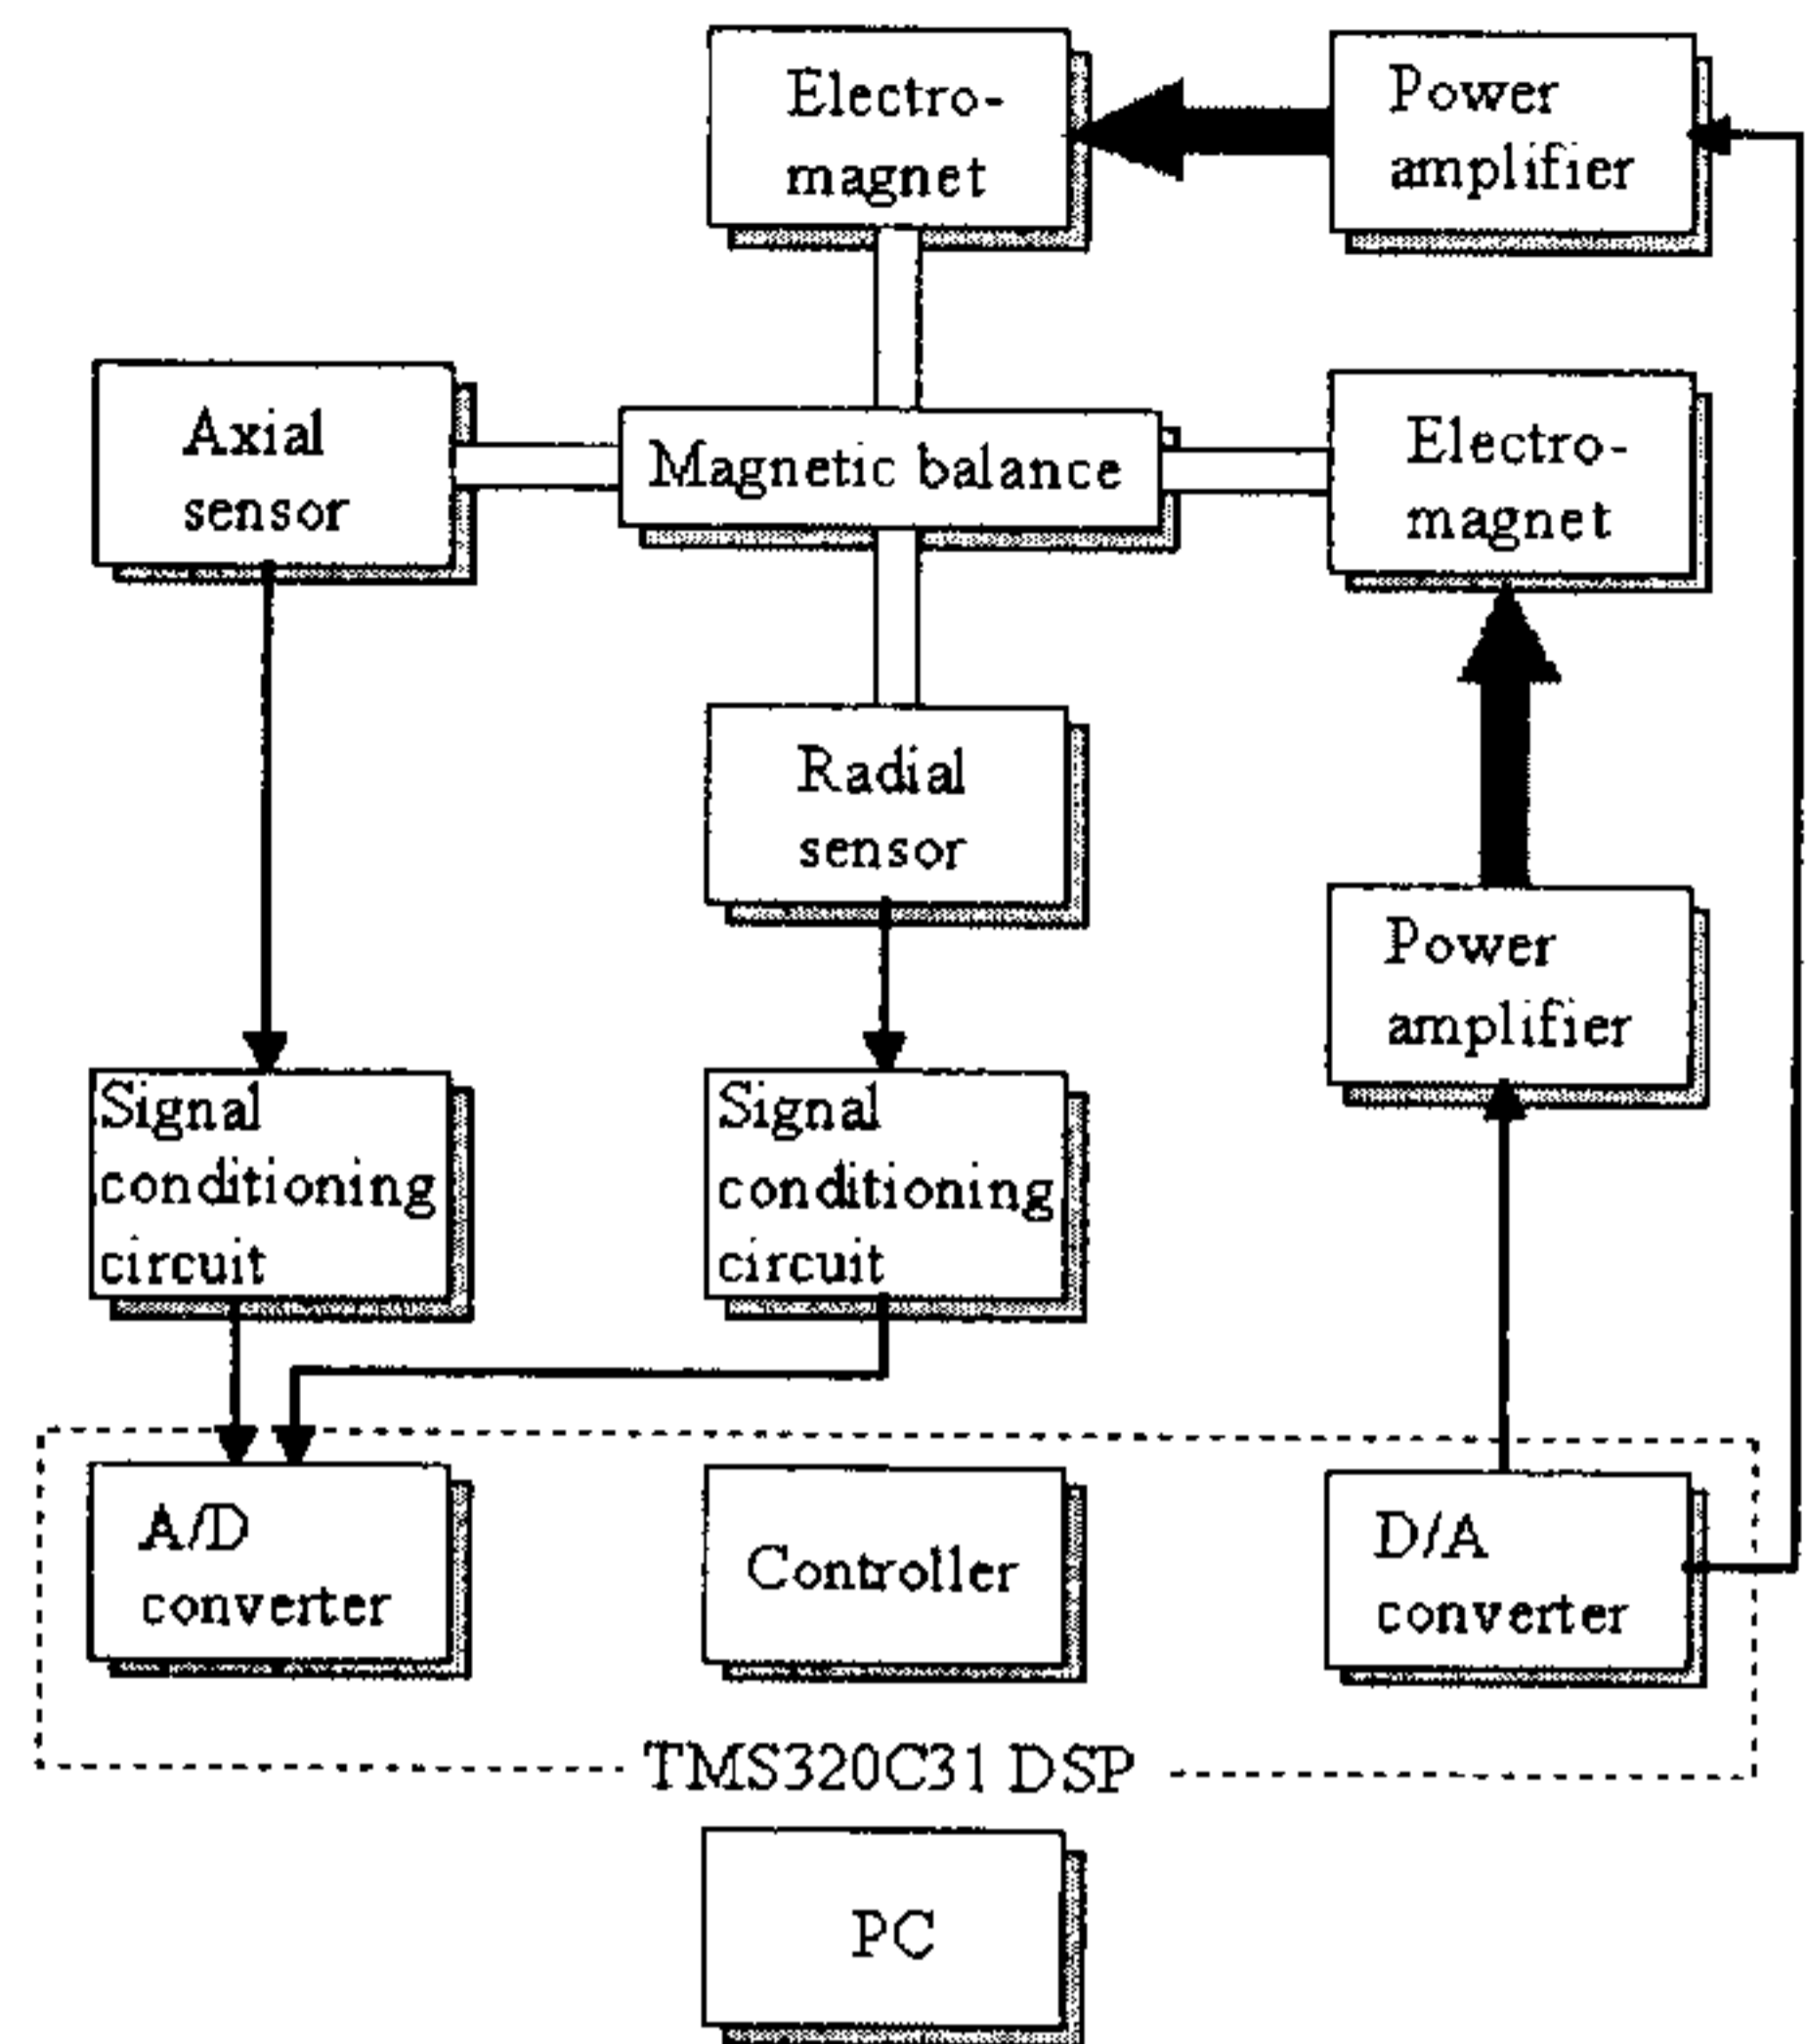 Electro-
magnet
Power
amplifier
Axial
sensor
Magnetic balance
Electro-
magnet
Radial
sensor
Power
amplifier
Signal
conditioning
circuit
Signal
conditioning
circuit
A/D
converter
Controller
D/A
converter
TMS320C31 DSP
PC